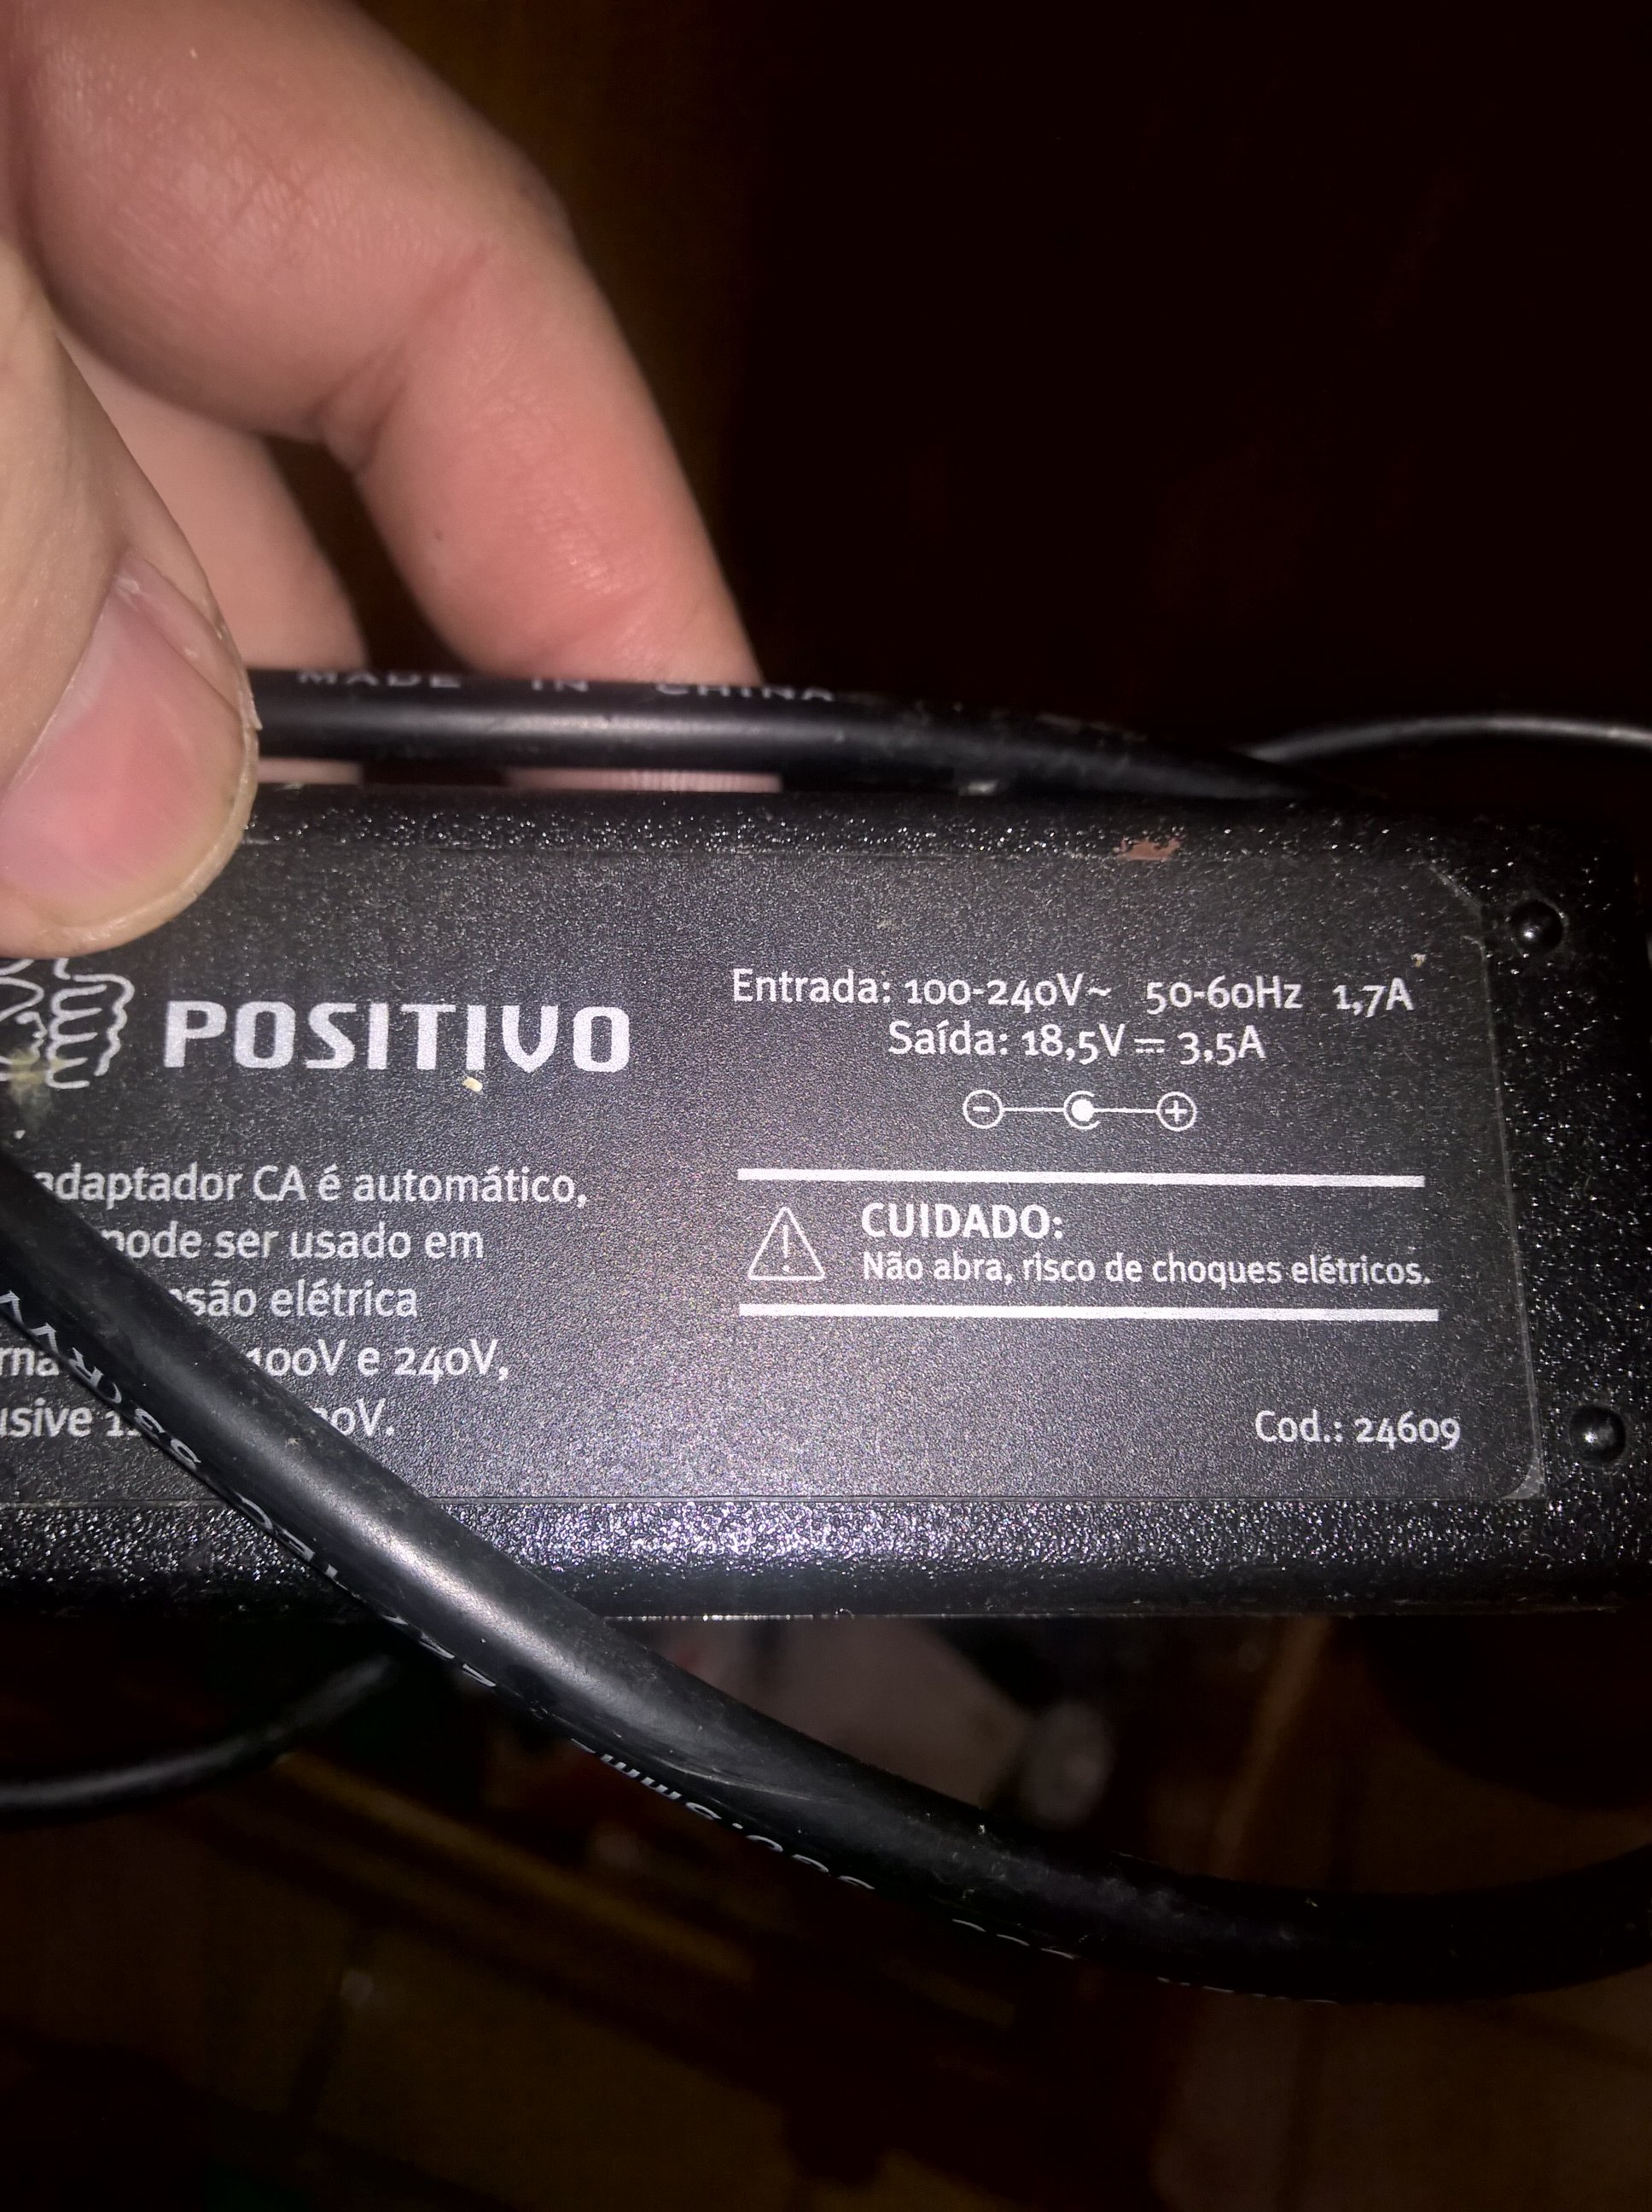 MADE IN CHINA
POSITIVO
Entrada: 100-240V~ 50-60Hz 1,7A
Saída: 18,5V⎓3,5A
adaptador CA é automático,
pode ser usado em
elétrica
100V e 240V,
CUIDADO:
Não abra, risco de choques elétricos.
Cod.: 24609